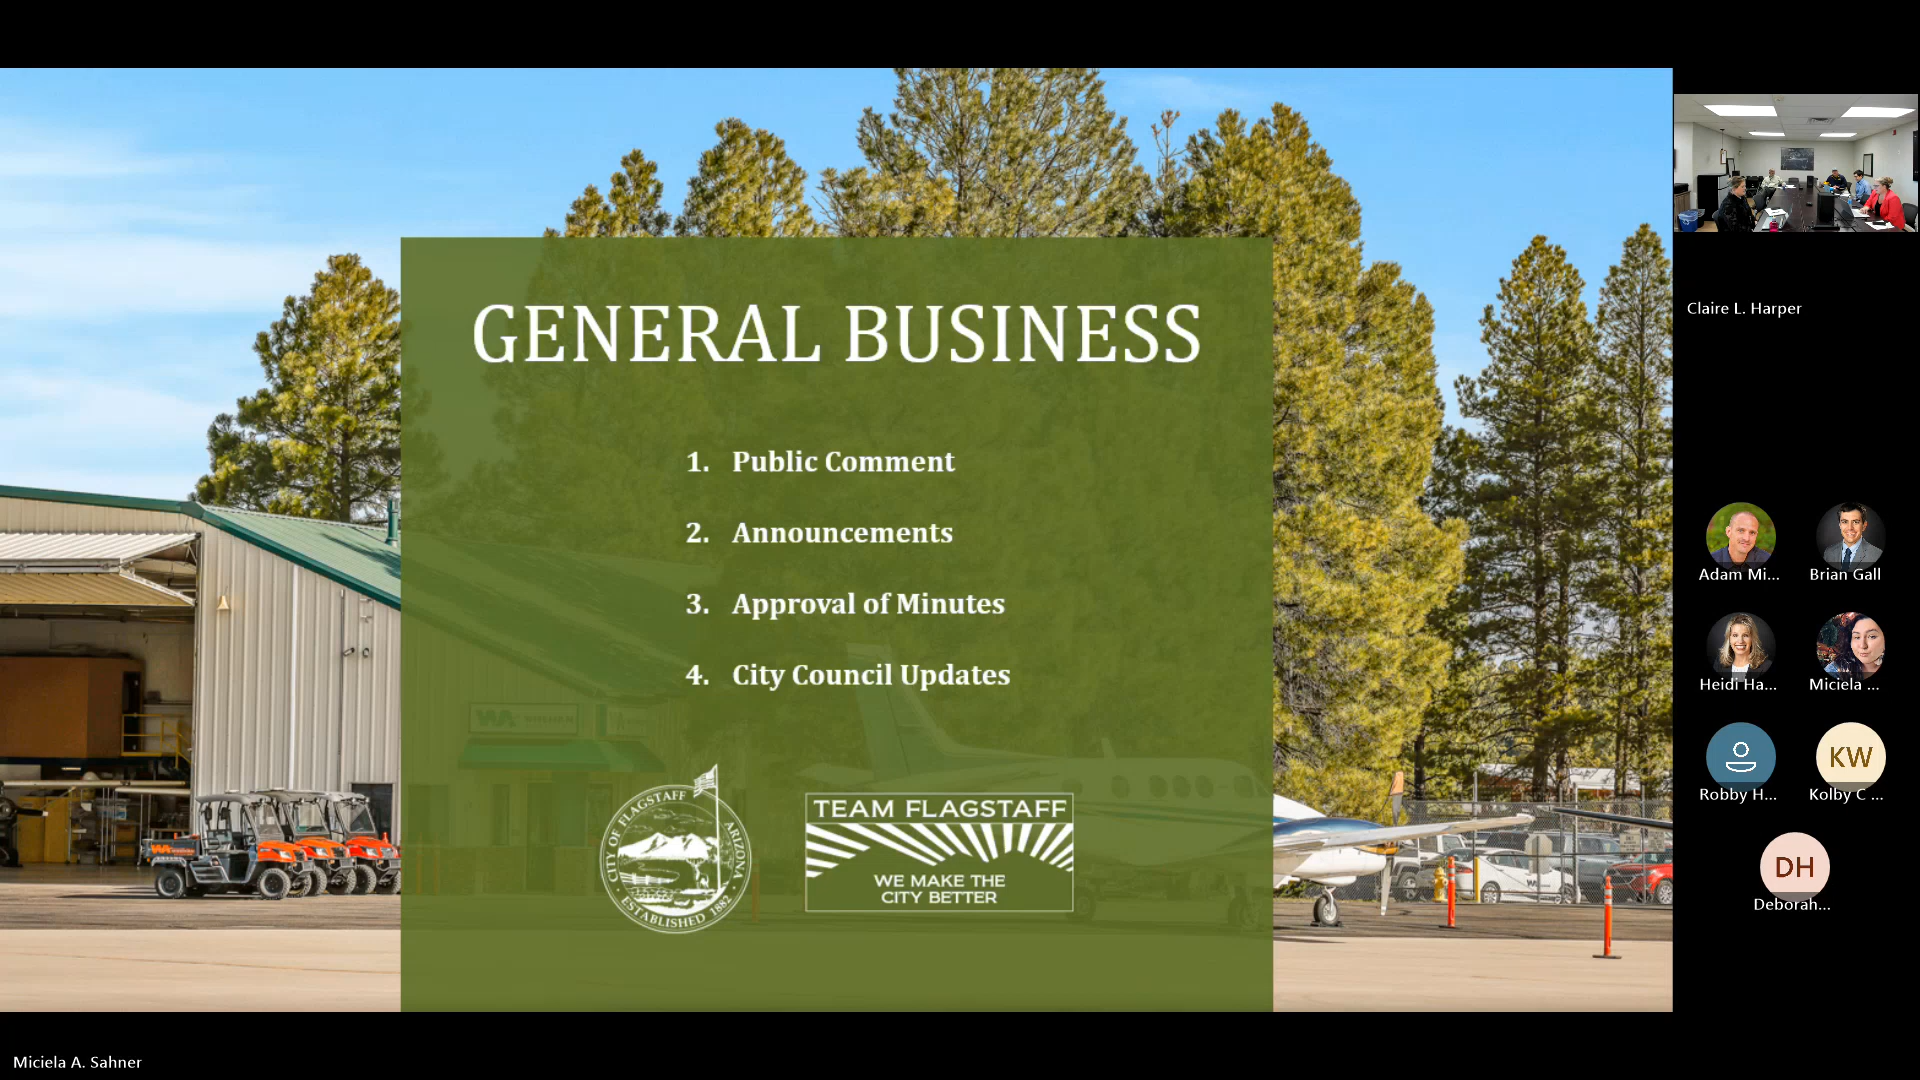 GENERAL BUSINESS
1. Public Comment
2. Announcements
3. Approval of Minutes
4. City Council Updates
CITY OF FLAGSTAFF
ARIZONA
ESTABLISHED 1882
TEAM FLAGSTAFF
WE MAKE THE
CITY BETTER
Claire L. Harper
Adam Mi...
Brian Gall
Heidi Ha...
Miciela ...
Robby H...
KW
Kolby C ...
DH
Deborah...
Miciela A. Sahner